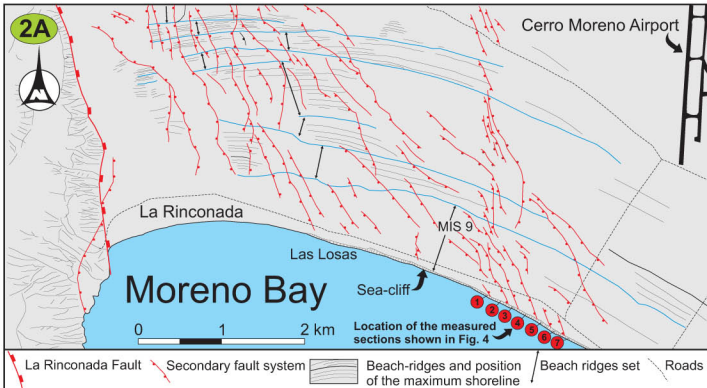 2A
N
Cerro Moreno Airport
La Rinconada
MIS 9
Las Losas
Sea-cliff
Moreno Bay
0 1 2 km
Location of the measured
sections shown in Fig. 4
1 2 3 4 5 6 7
La Rinconada Fault
Secondary fault system
Beach-ridges and position
of the maximum shoreline
Beach ridges set
Roads